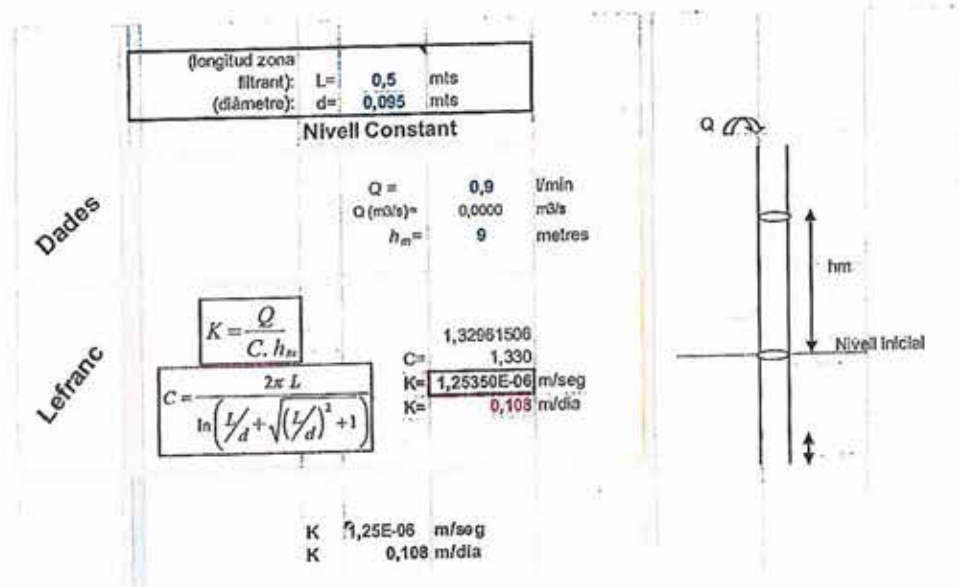 (longitud zona
filtrant): L= 0,5 mts
(diàmetre): d= 0,095 mts
Nivell Constant
Dades
Q = 0,9 l/min
Q (m3/s)= 0,0000 m3/s
hm= 9 metres
Lefranc
K = Q / C. hm
C = 2π L / ln(L/d + √((L/d)² + 1))
1,32961506
C= 1,330
K= 1,25350E-06 m/seg
K= 0,108 m/dia
K 1,25E-06 m/seg
K 0,108 m/dia
Q
hm
Nivell inicial